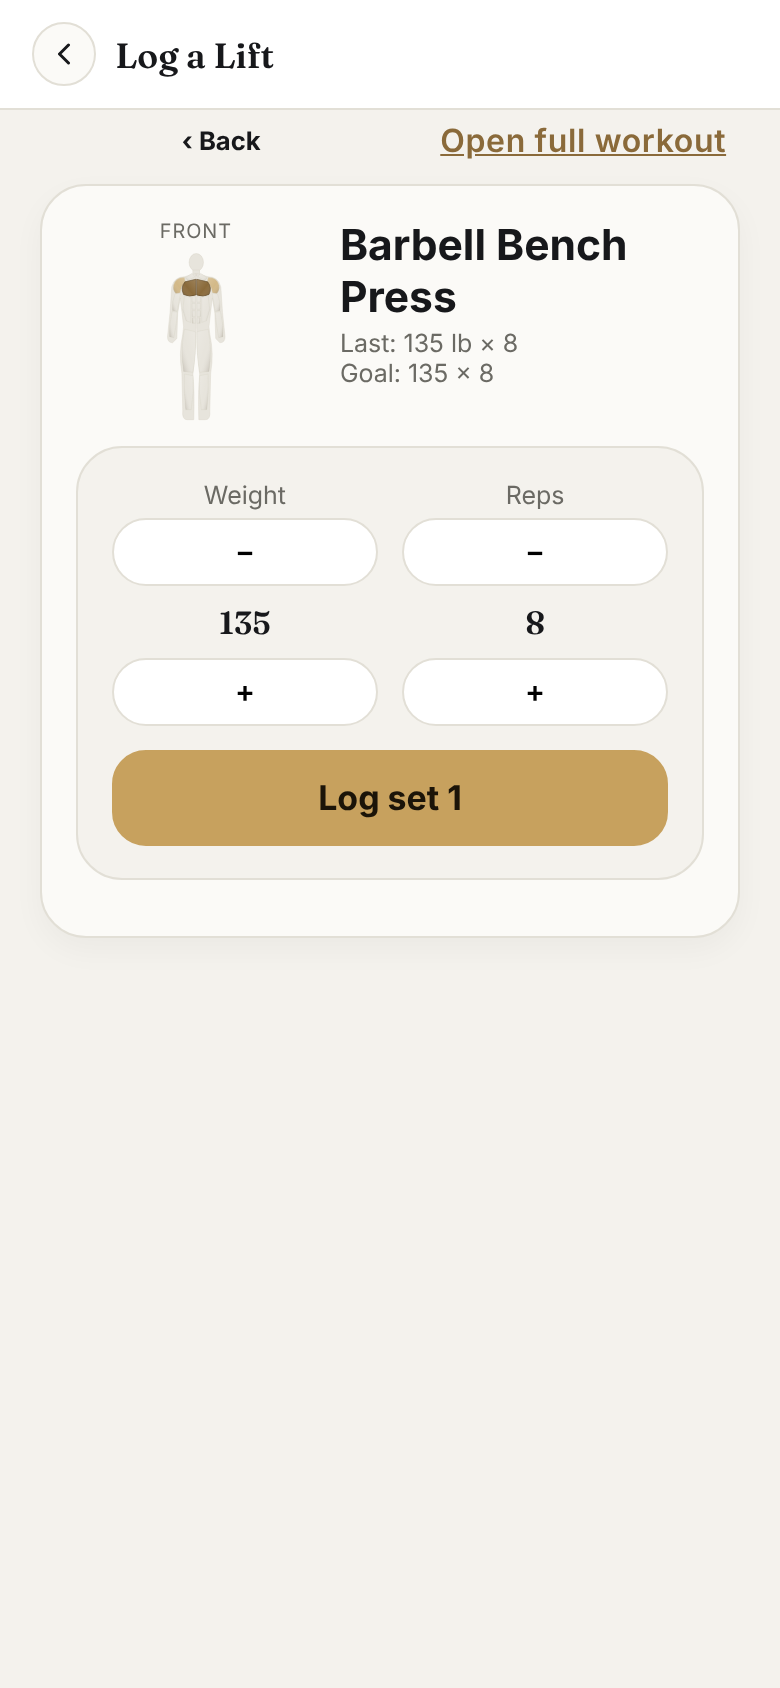 Log a Lift
‹ Back
Open full workout
FRONT
Barbell Bench
Press
Last: 135 lb × 8
Goal: 135 × 8
Weight
Reps
−
−
135
8
+
+
Log set 1